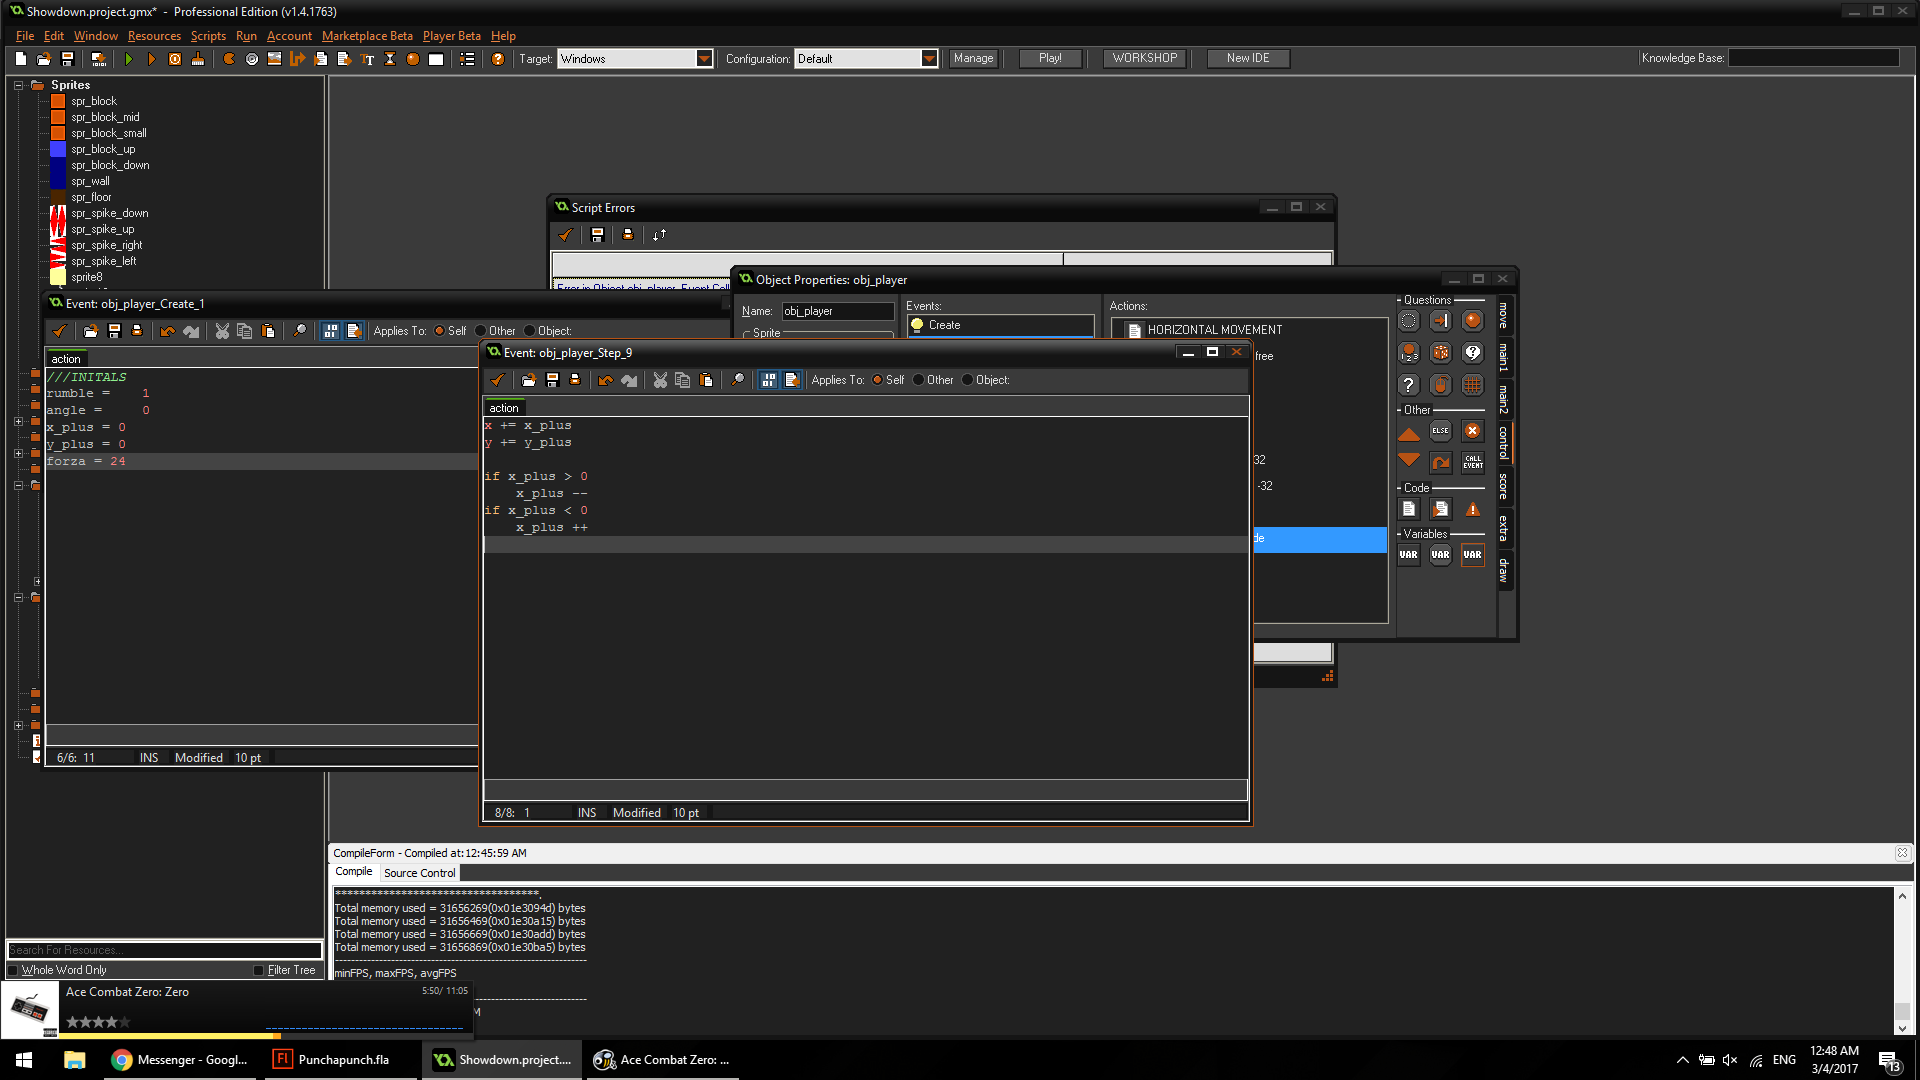 Showdown.project.gmx* - Professional Edition (v1.4.1763)
File Edit Window Resources Scripts Run Account Marketplace Beta Player Beta Help
Target: Windows Configuration: Default Manage Play! WORKSHOP New IDE Knowledge Base:
Sprites
spr_block
spr_block_mid
spr_block_small
spr_block_up
spr_block_down
spr_wall
spr_floor
spr_spike_down
spr_spike_up
spr_spike_right
spr_spike_left
sprite8
Script Errors
Object Properties: obj_player
Name: obj_player
Sprite
Events:
Create
Actions:
HORIZONTAL MOVEMENT
free
32
-32
de
Questions
Other
ELSE
CALL EVENT
Code
Variables
VAR VAR VAR
move
main1
main2
control
score
extra
draw
Event: obj_player_Create_1
Applies To: Self Other Object:
action
///INITALS
rumble = 1
angle = 0
x_plus = 0
y_plus = 0
forza = 24
6/6: 11 INS Modified 10 pt
Event: obj_player_Step_9
Applies To: Self Other Object:
action
x += x_plus
y += y_plus
if x_plus > 0
x_plus --
if x_plus < 0
x_plus ++
8/8: 1 INS Modified 10 pt
CompileForm - Compiled at:12:45:59 AM
Compile Source Control
***********************************.
Total memory used = 31656269(0x01e3094d) bytes
Total memory used = 31656469(0x01e30a15) bytes
Total memory used = 31656669(0x01e30add) bytes
Total memory used = 31656869(0x01e30ba5) bytes
minFPS, maxFPS, avgFPS
Search For Resources...
Whole Word Only Filter Tree
Ace Combat Zero: Zero 5:50/ 11:05
Messenger - Googl...
Punchapunch.fla
Showdown.project....
Ace Combat Zero: ...
ENG
12:48 AM
3/4/2017
13